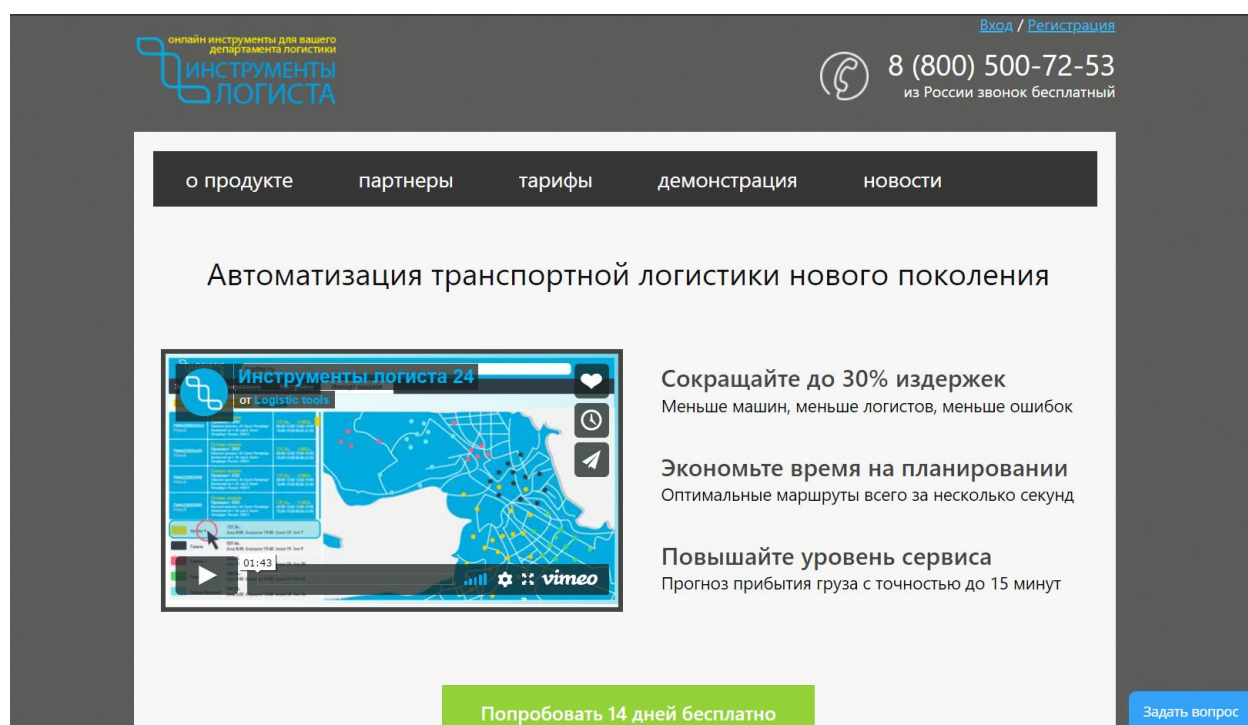 Вход / Регистрация
онлайн инструменты для вашего
департамента логистики
ИНСТРУМЕНТЫ
ЛОГИСТА
8 (800) 500-72-53
из России звонок бесплатный
о продукте партнеры тарифы демонстрация новости
Автоматизация транспортной логистики нового поколения
Инструменты логиста 24
от Logistic tools
01:43
vimeo
Сокращайте до 30% издержек
Меньше машин, меньше логистов, меньше ошибок
Экономьте время на планировании
Оптимальные маршруты всего за несколько секунд
Повышайте уровень сервиса
Прогноз прибытия груза с точностью до 15 минут
Попробовать 14 дней бесплатно
Задать вопрос